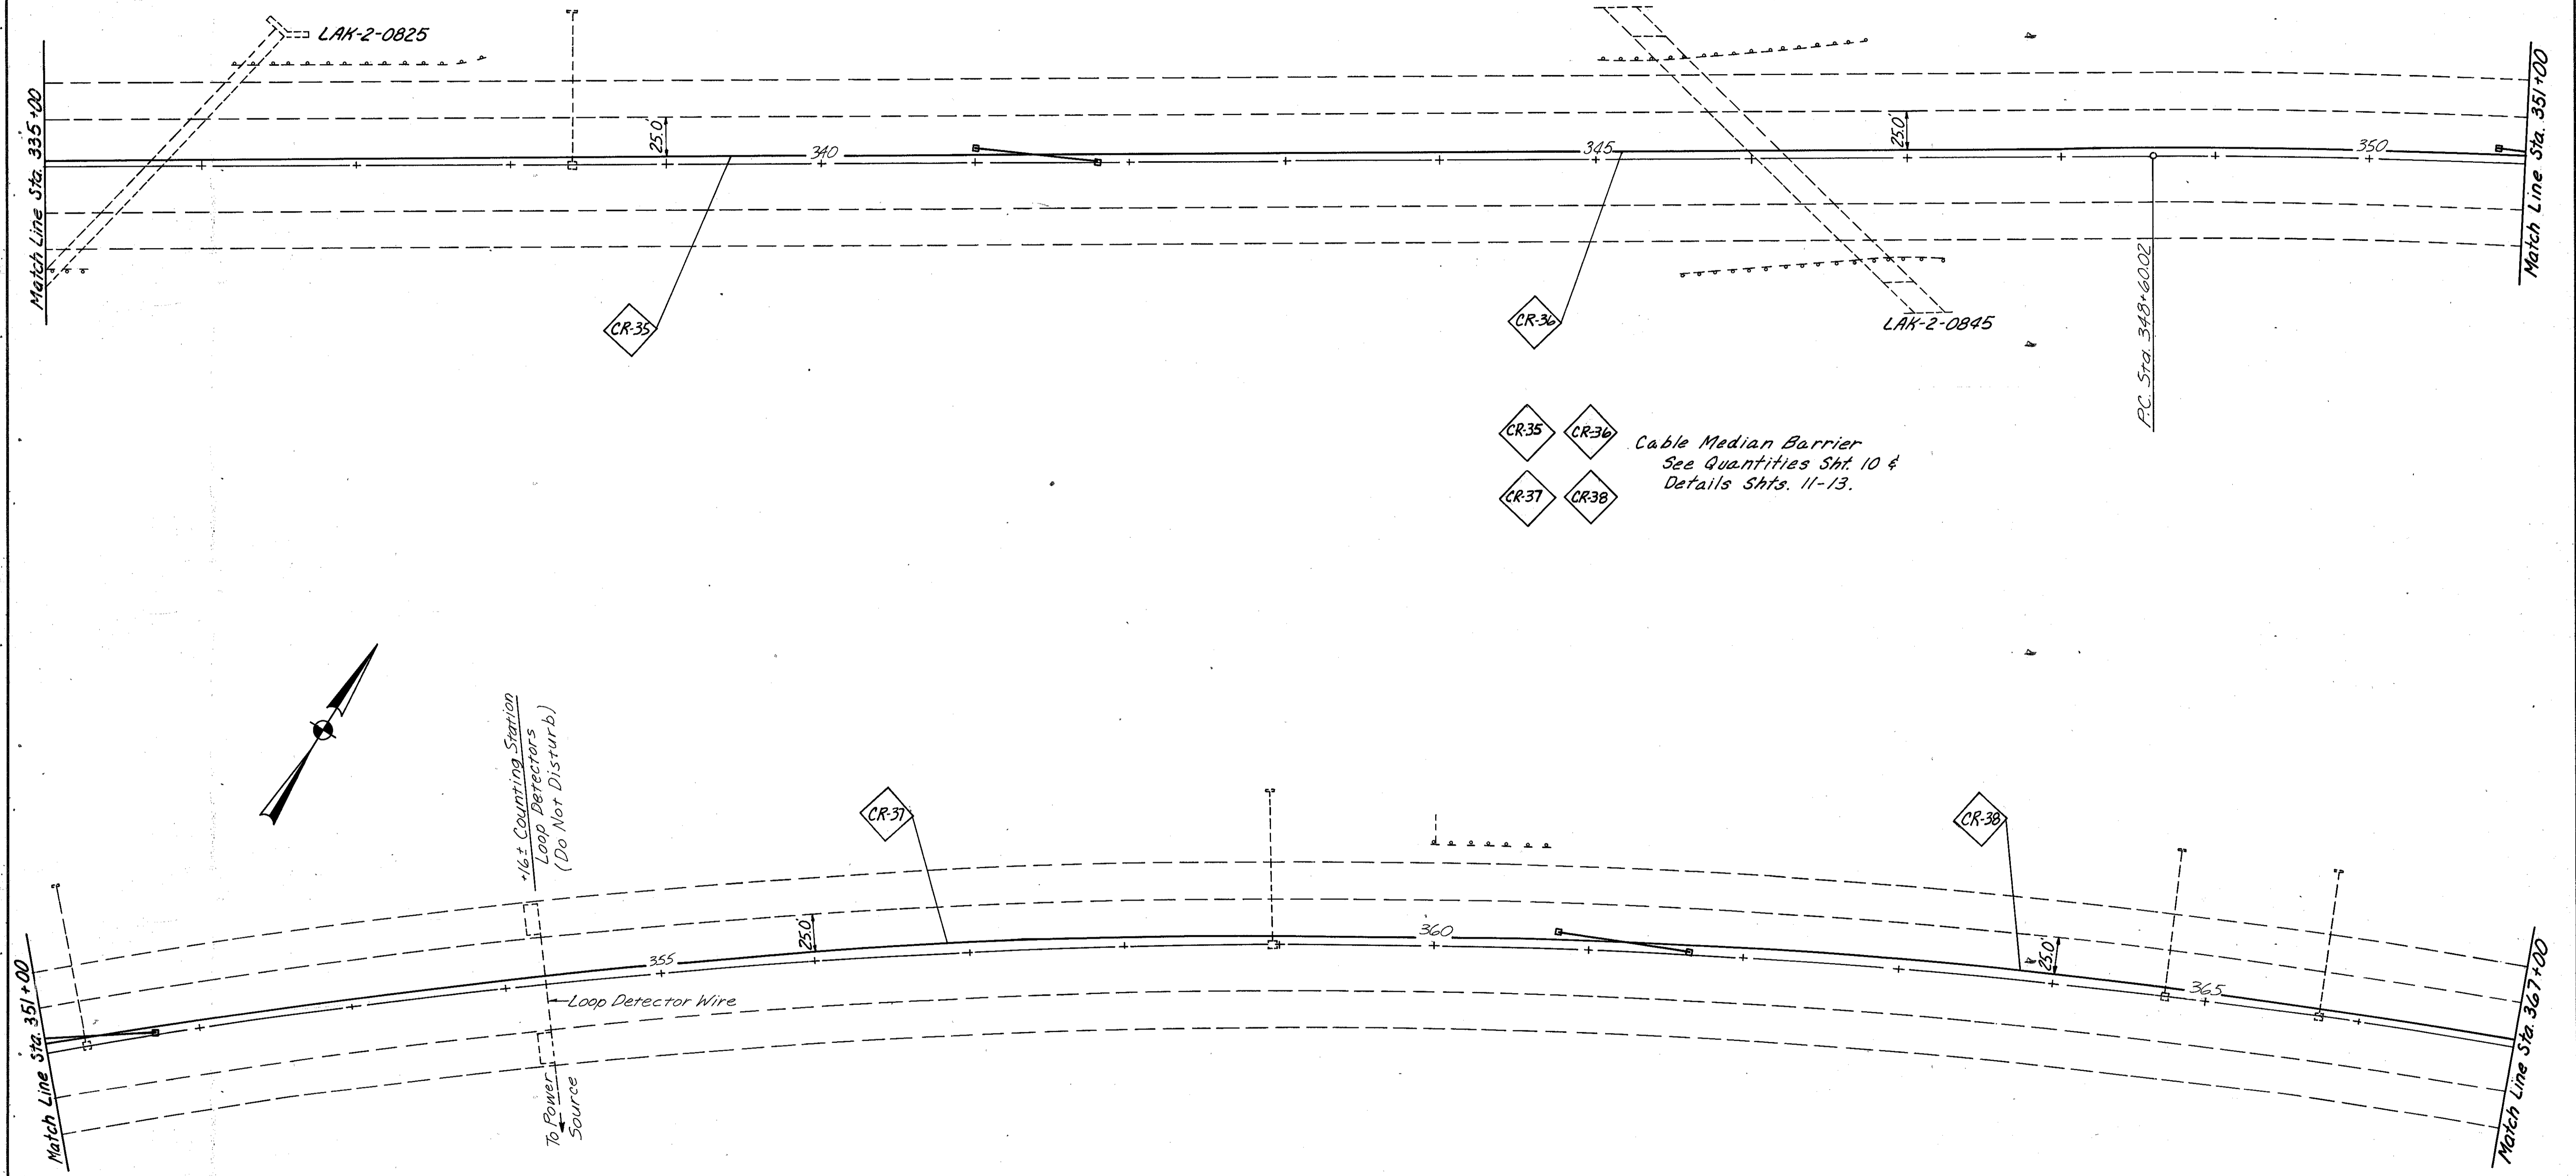 LAK-2-0825
Match Line Sta. 335+00
25.0'
340
345
25.0'
350
Match Line Sta. 351+00
CR-35
CR-36
LAK-2-0845
P.C. Sta. 348+60.02
CR-35 CR-36
Cable Median Barrier
See Quantities Sht. 10 &
Details Shts. 11-13.
CR-37 CR-38
+16± Counting Station
Loop Detectors
(Do Not Disturb)
CR-37
CR-38
Match Line Sta. 351+00
355
25.0'
360
25.0'
365
Loop Detector Wire
To Power
Source
Match Line Sta. 367+00